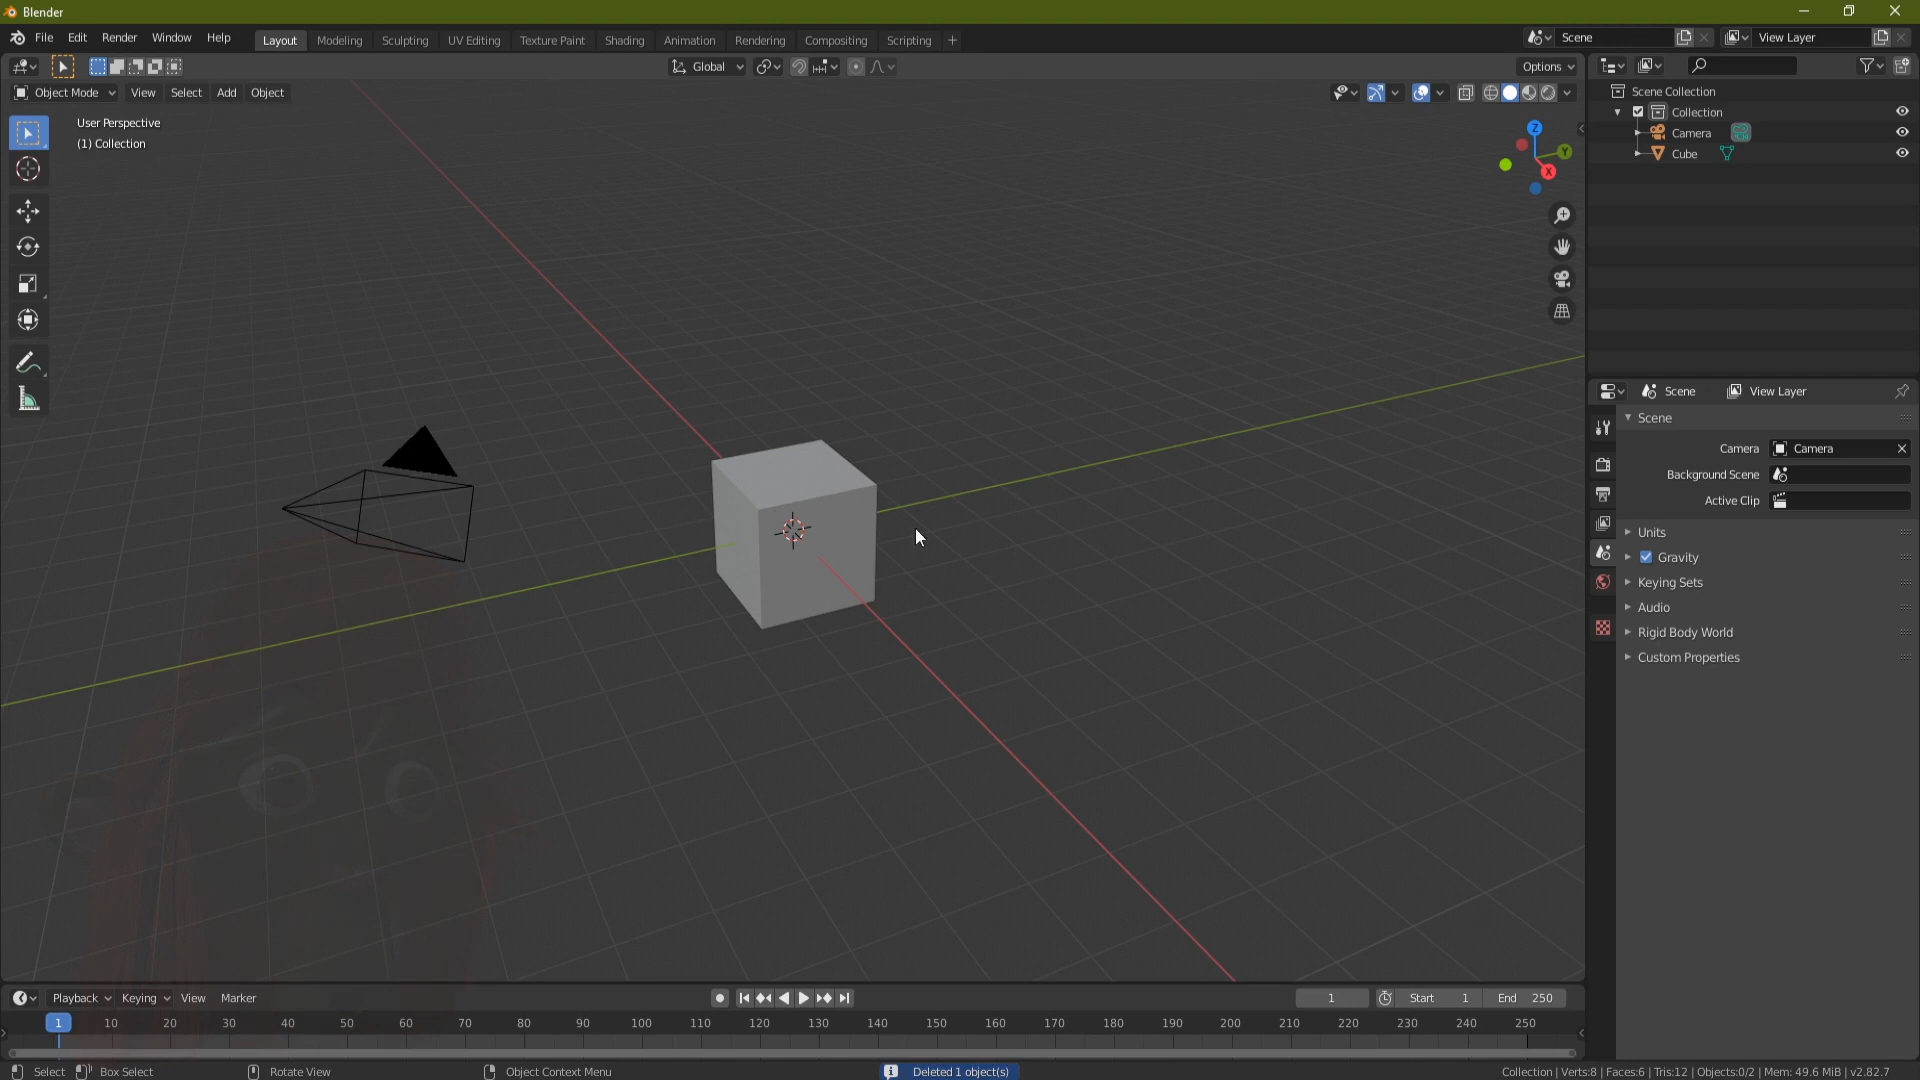 Blender
File Edit Render Window Help Layout Modeling Sculpting UV Editing Texture Paint Shading Animation Rendering Compositing Scripting + Scene View Layer
Global Options
Object Mode View Select Add Object
User Perspective
(1) Collection
Z
Y
X
Scene Collection
Collection
Camera
Cube
Scene View Layer
Scene
Camera Camera
Background Scene
Active Clip
Units
Gravity
Keying Sets
Audio
Rigid Body World
Custom Properties
Playback Keying View Marker 1 Start 1 End 250
1 10 20 30 40 50 60 70 80 90 100 110 120 130 140 150 160 170 180 190 200 210 220 230 240 250
Select Box Select Rotate View Object Context Menu Deleted 1 object(s) Collection | Verts:8 | Faces:6 | Tris:12 | Objects:0/2 | Mem: 49.6 MiB | v2.82.7